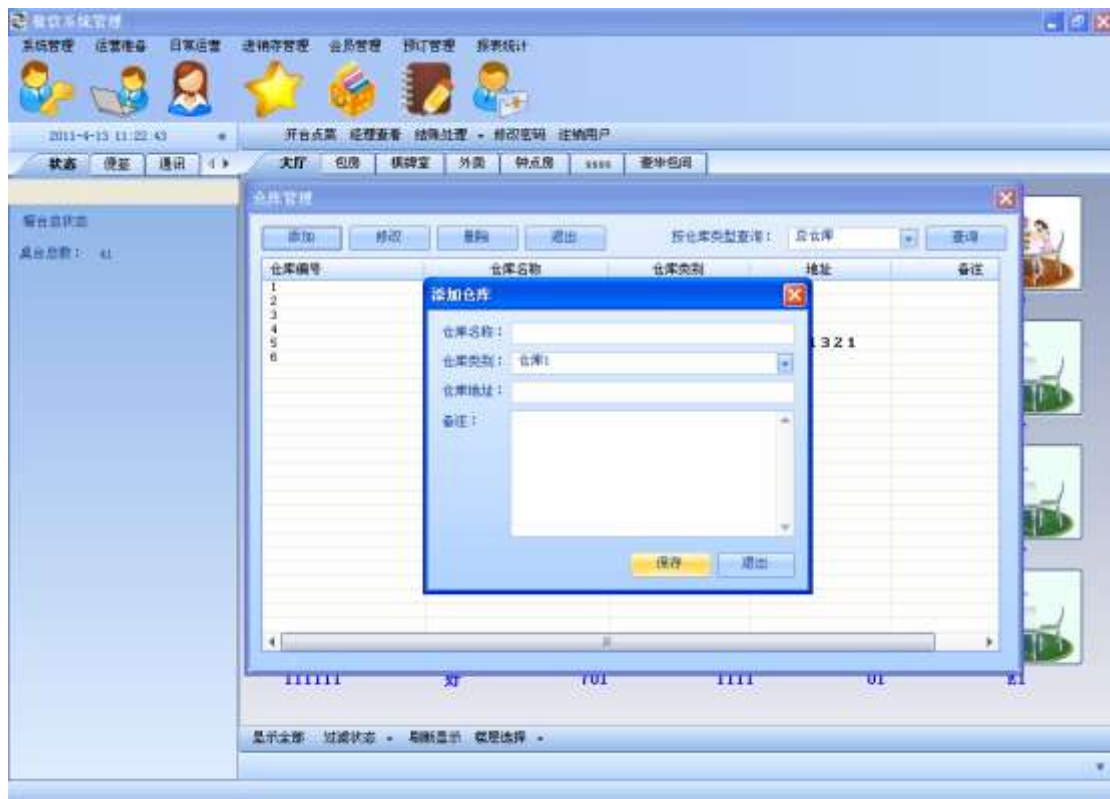 餐饮系统管理
系统管理 运营准备 日常运营 进销存管理 会员管理 预订管理 报表统计
2011-4-13 11:22:43 开台点菜 经理查看 结账处理 修改密码 注销用户
状态 便签 通讯 大厅 包房 棋牌室 外卖 钟点房 ssss 豪华包间
仓库管理
餐台总状态
桌台总数: 41
添加 修改 删除 退出 按仓库类型查询: 总仓库 查询
仓库编号 仓库名称 仓库类别 地址 备注
1
2
3
4
5 321
6
添加仓库
仓库名称:
仓库类别: 仓库1
仓库地址:
备注:
保存 退出
111111 好 701 1111 01
显示全部 过滤状态 刷新显示 楼层选择